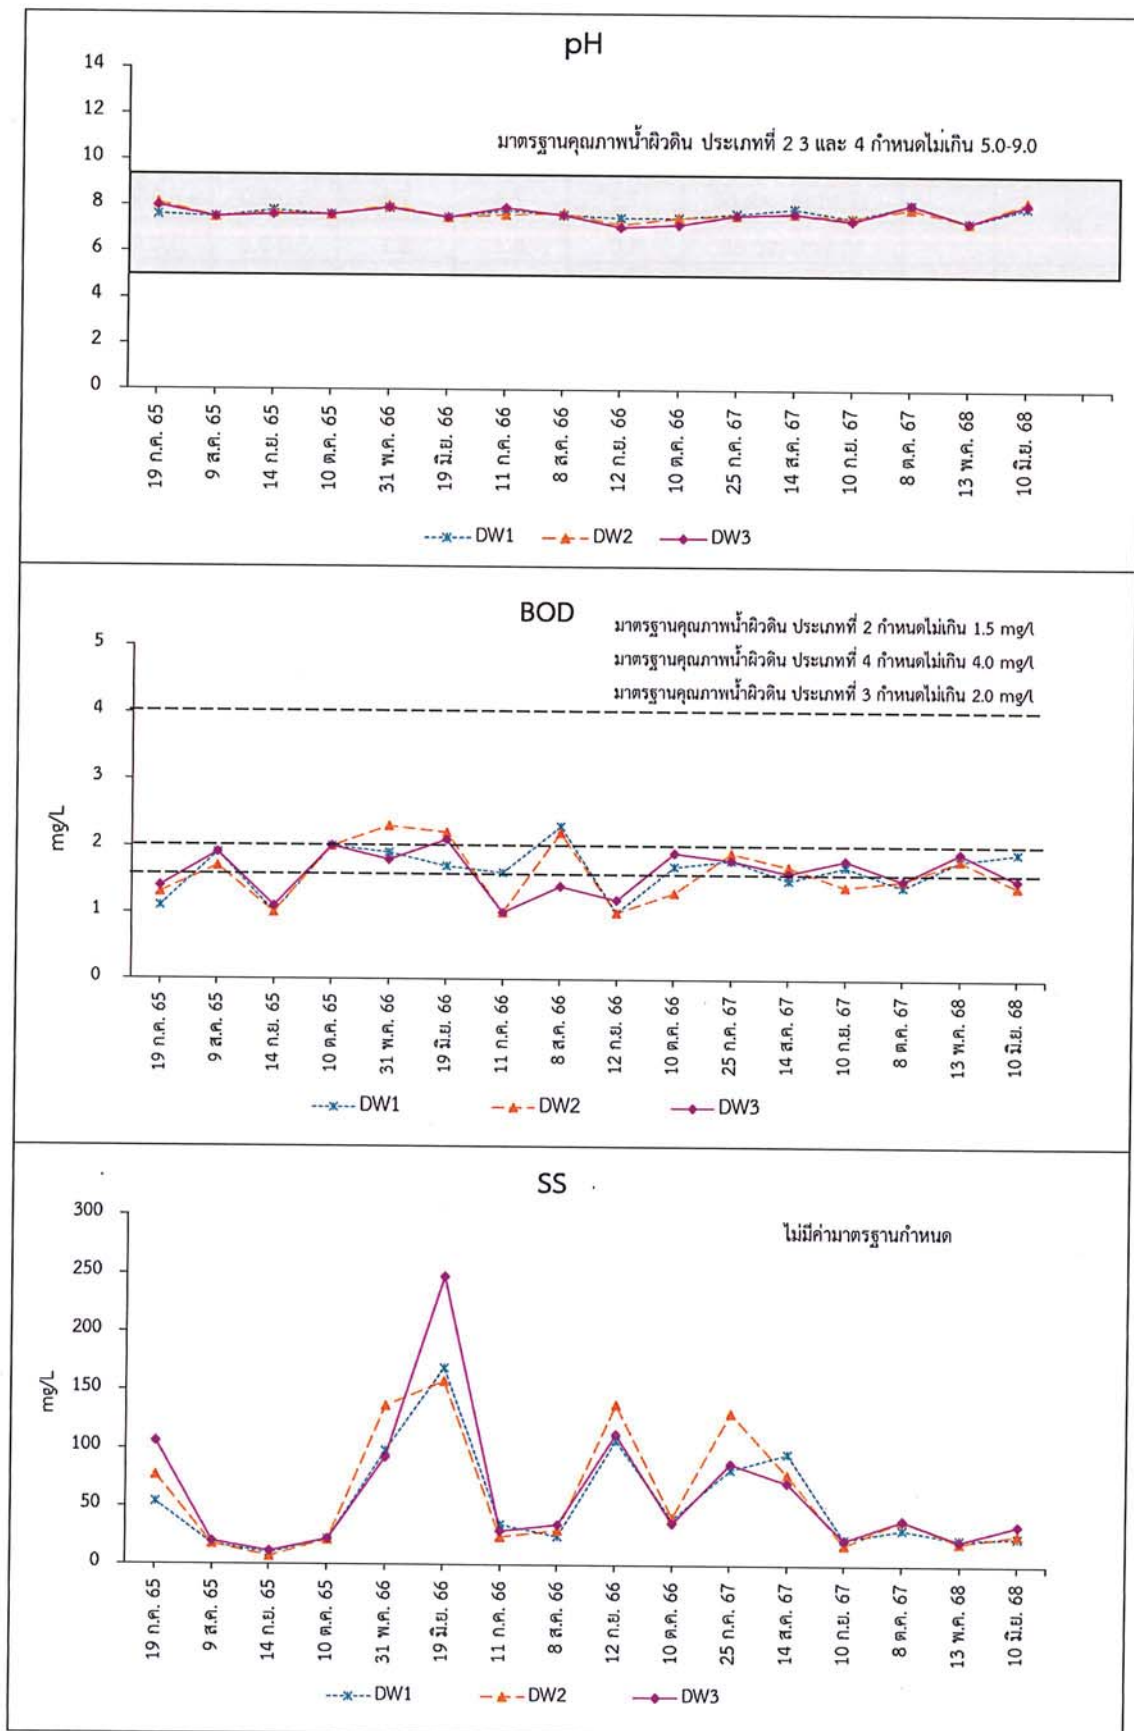 pH
มาตรฐานคุณภาพน้ำผิวดิน ประเภทที่ 2 3 และ 4 กำหนดไม่เกิน 5.0-9.0
14
12
10
8
6
4
2
0
19 ก.ค. 65
9 ส.ค. 65
14 ก.ย. 65
10 ต.ค. 65
31 พ.ค. 66
19 มิ.ย. 66
11 ก.ค. 66
8 ส.ค. 66
12 ก.ย. 66
10 ต.ค. 66
25 ก.ค. 67
14 ส.ค. 67
10 ก.ย. 67
8 ต.ค. 67
13 พ.ค. 68
10 มิ.ย. 68
DW1 DW2 DW3
BOD
มาตรฐานคุณภาพน้ำผิวดิน ประเภทที่ 2 กำหนดไม่เกิน 1.5 mg/l
มาตรฐานคุณภาพน้ำผิวดิน ประเภทที่ 4 กำหนดไม่เกิน 4.0 mg/l
มาตรฐานคุณภาพน้ำผิวดิน ประเภทที่ 3 กำหนดไม่เกิน 2.0 mg/l
mg/L
5
4
3
2
1
0
19 ก.ค. 65
9 ส.ค. 65
14 ก.ย. 65
10 ต.ค. 65
31 พ.ค. 66
19 มิ.ย. 66
11 ก.ค. 66
8 ส.ค. 66
12 ก.ย. 66
10 ต.ค. 66
25 ก.ค. 67
14 ส.ค. 67
10 ก.ย. 67
8 ต.ค. 67
13 พ.ค. 68
10 มิ.ย. 68
DW1 DW2 DW3
SS
ไม่มีค่ามาตรฐานกำหนด
mg/L
300
250
200
150
100
50
0
19 ก.ค. 65
9 ส.ค. 65
14 ก.ย. 65
10 ต.ค. 65
31 พ.ค. 66
19 มิ.ย. 66
11 ก.ค. 66
8 ส.ค. 66
12 ก.ย. 66
10 ต.ค. 66
25 ก.ค. 67
14 ส.ค. 67
10 ก.ย. 67
8 ต.ค. 67
13 พ.ค. 68
10 มิ.ย. 68
DW1 DW2 DW3